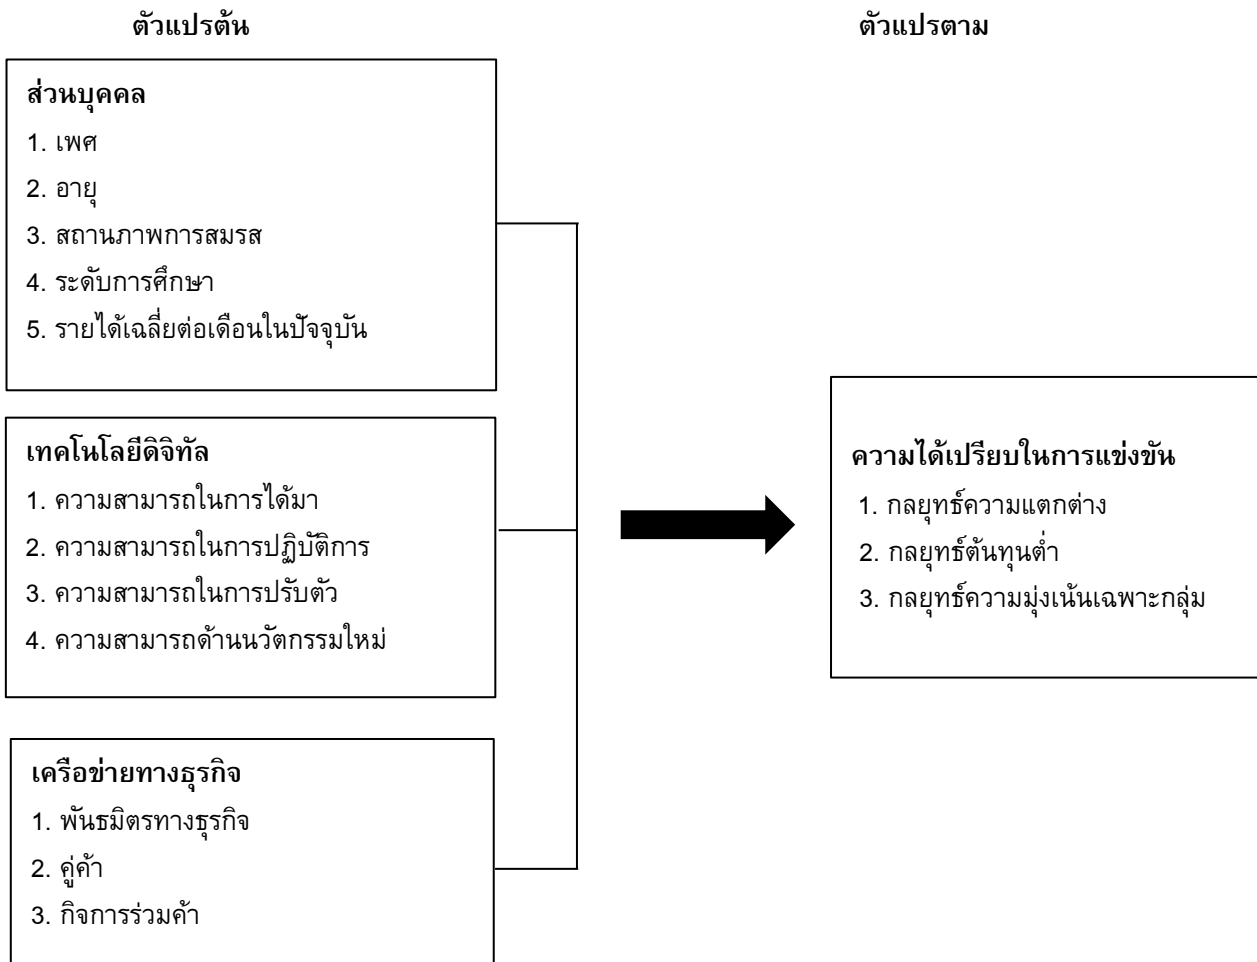 ตัวแปรต้น
ตัวแปรตาม
ส่วนบุคคล
1. เพศ
2. อายุ
3. สถานภาพการสมรส
4. ระดับการศึกษา
5. รายได้เฉลี่ยต่อเดือนในปัจจุบัน
เทคโนโลยีดิจิทัล
1. ความสามารถในการได้มา
2. ความสามารถในการปฏิบัติการ
3. ความสามารถในการปรับตัว
4. ความสามารถด้านนวัตกรรมใหม่
เครือข่ายทางธุรกิจ
1. พันธมิตรทางธุรกิจ
2. คู่ค้า
3. กิจการร่วมค้า
ความได้เปรียบในการแข่งขัน
1. กลยุทธ์ความแตกต่าง
2. กลยุทธ์ต้นทุนต่ำ
3. กลยุทธ์ความมุ่งเน้นเฉพาะกลุ่ม